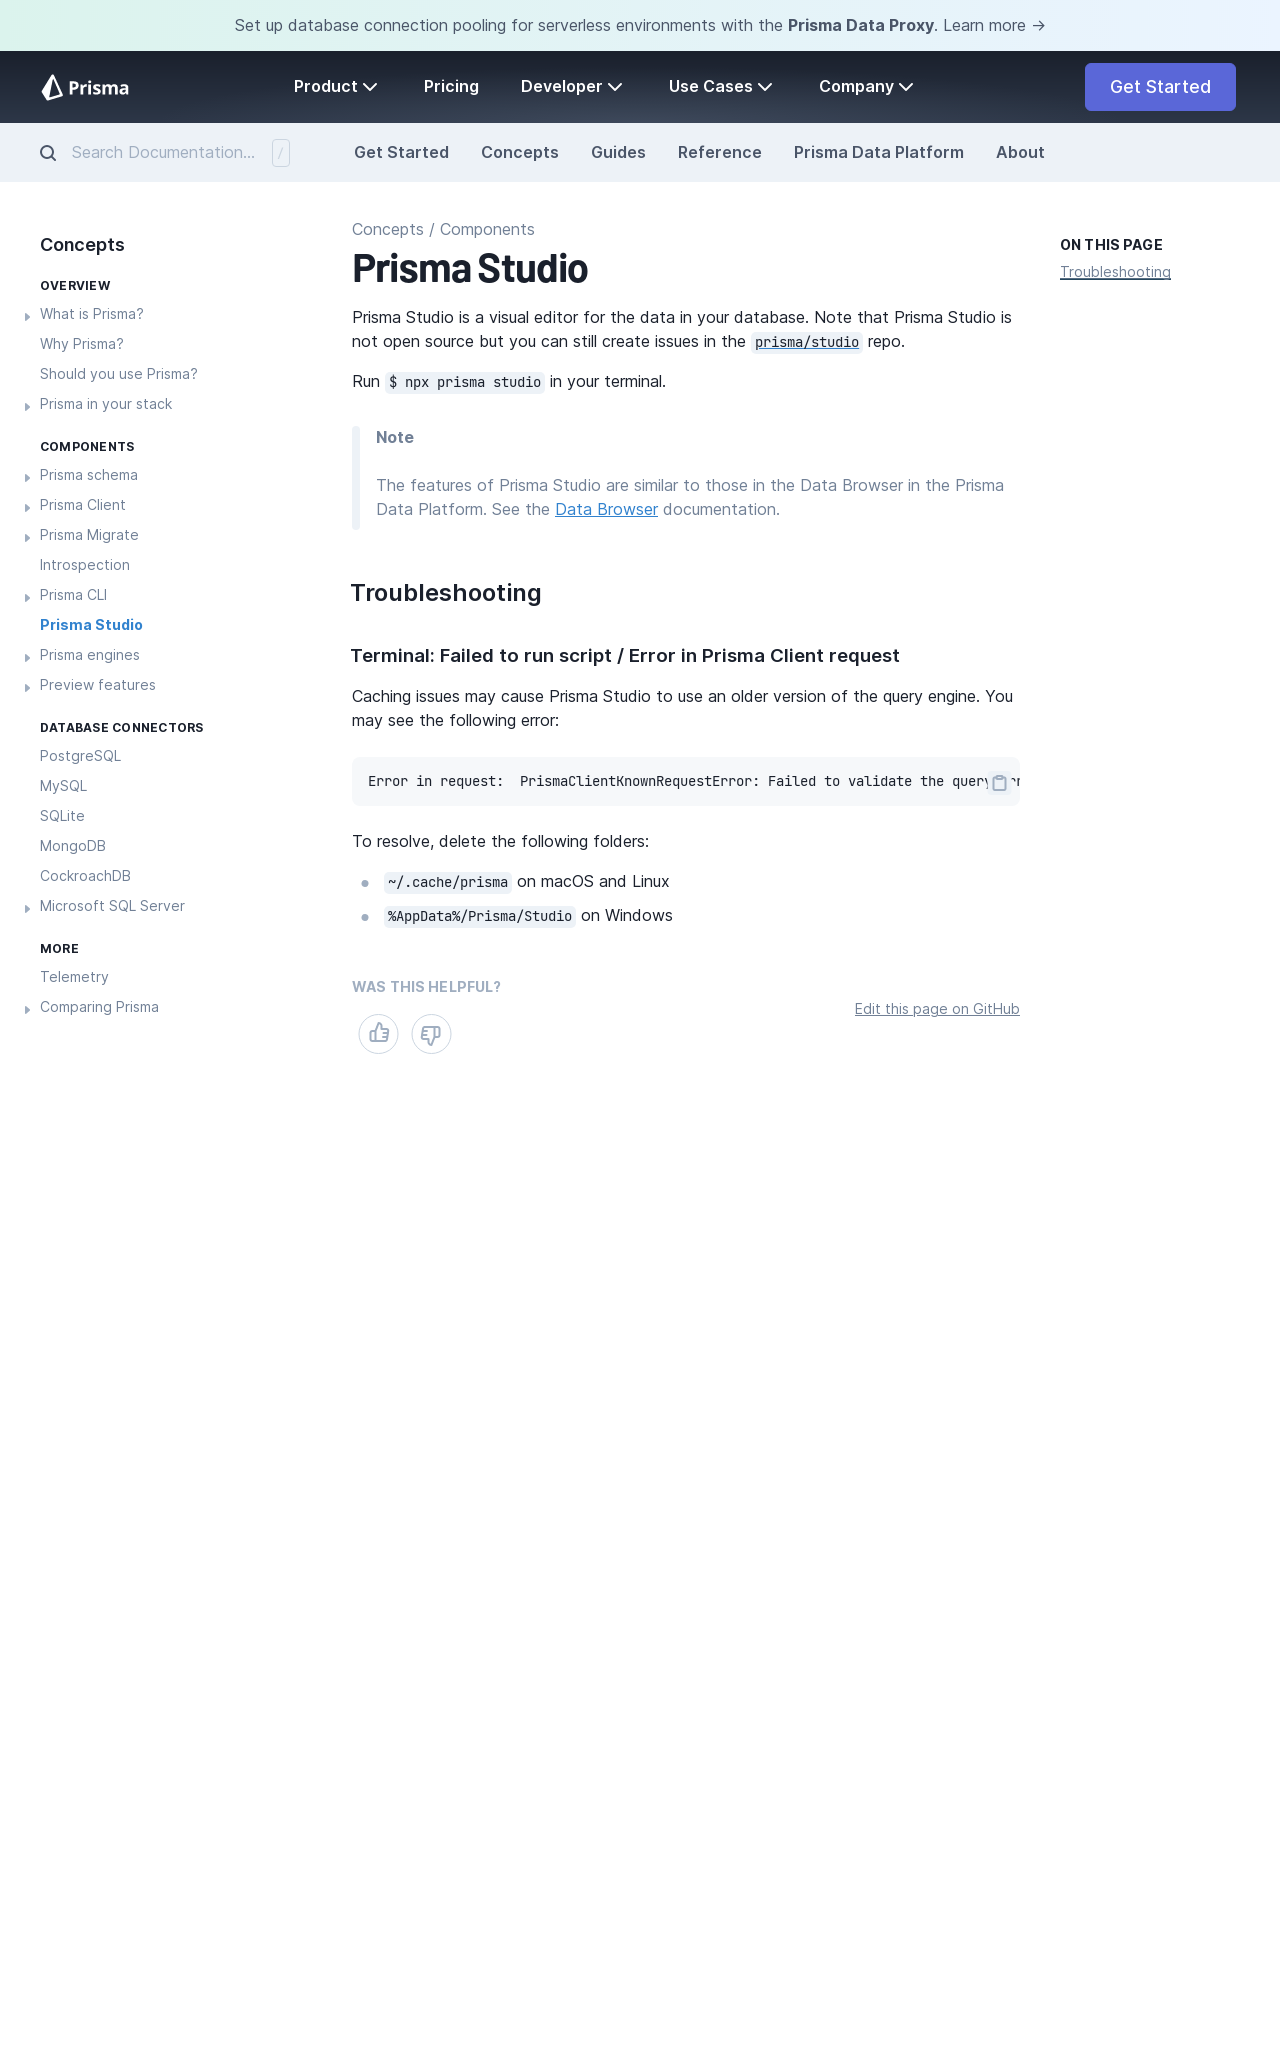 Set up database connection pooling for serverless environments with the Prisma Data Proxy. Learn more →
Prisma
Product
Pricing
Developer
Use Cases
Company
Get Started
Search Documentation...
/
Get Started
Concepts
Guides
Reference
Prisma Data Platform
About
Concepts
OVERVIEW
What is Prisma?
Why Prisma?
Should you use Prisma?
Prisma in your stack
COMPONENTS
Prisma schema
Prisma Client
Prisma Migrate
Introspection
Prisma CLI
Prisma Studio
Prisma engines
Preview features
DATABASE CONNECTORS
PostgreSQL
MySQL
SQLite
MongoDB
CockroachDB
Microsoft SQL Server
MORE
Telemetry
Comparing Prisma
Concepts / Components
Prisma Studio
Prisma Studio is a visual editor for the data in your database. Note that Prisma Studio is
not open source but you can still create issues in the prisma/studio repo.
Run $ npx prisma studio in your terminal.
Note
The features of Prisma Studio are similar to those in the Data Browser in the Prisma
Data Platform. See the Data Browser documentation.
Troubleshooting
Terminal: Failed to run script / Error in Prisma Client request
Caching issues may cause Prisma Studio to use an older version of the query engine. You
may see the following error:
Error in request:  PrismaClientKnownRequestError: Failed to validate the query
To resolve, delete the following folders:
~/.cache/prisma on macOS and Linux
%AppData%/Prisma/Studio on Windows
WAS THIS HELPFUL?
Edit this page on GitHub
ON THIS PAGE
Troubleshooting